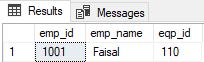 Results Messages
emp_id emp_name eqp_id
1 1001 Faisal 110